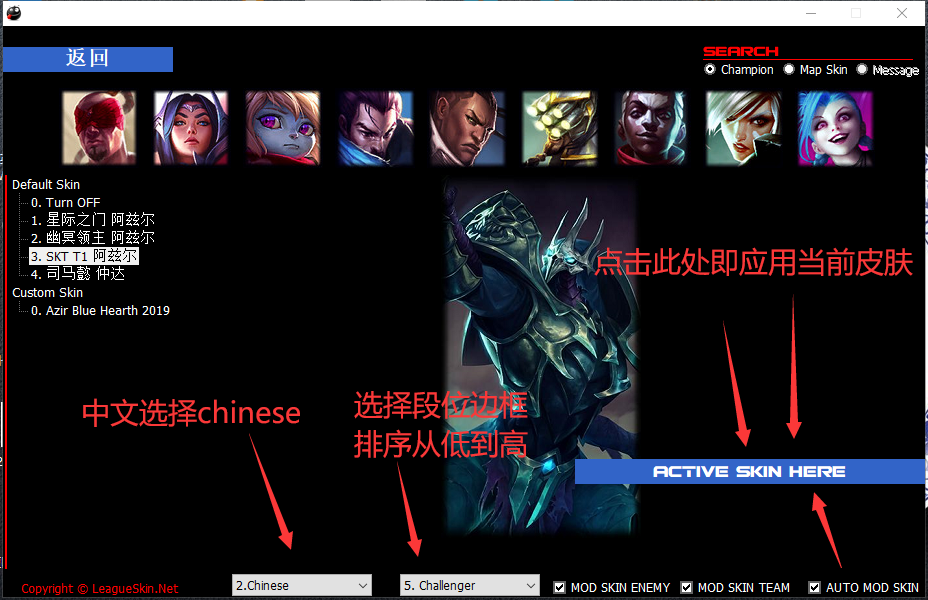 返回
SEARCH
Champion
Map Skin
Message
Default Skin
0. Turn OFF
1. 星际之门 阿兹尔
2. 幽冥领主 阿兹尔
3. SKT T1 阿兹尔
4. 司马懿 仲达
Custom Skin
0. Azir Blue Hearth 2019
点击此处即应用当前皮肤
中文选择chinese
选择段位边框
排序从低到高
ACTIVE SKIN HERE
Copyright © LeagueSkin.Net
2.Chinese
5. Challenger
MOD SKIN ENEMY
MOD SKIN TEAM
AUTO MOD SKIN